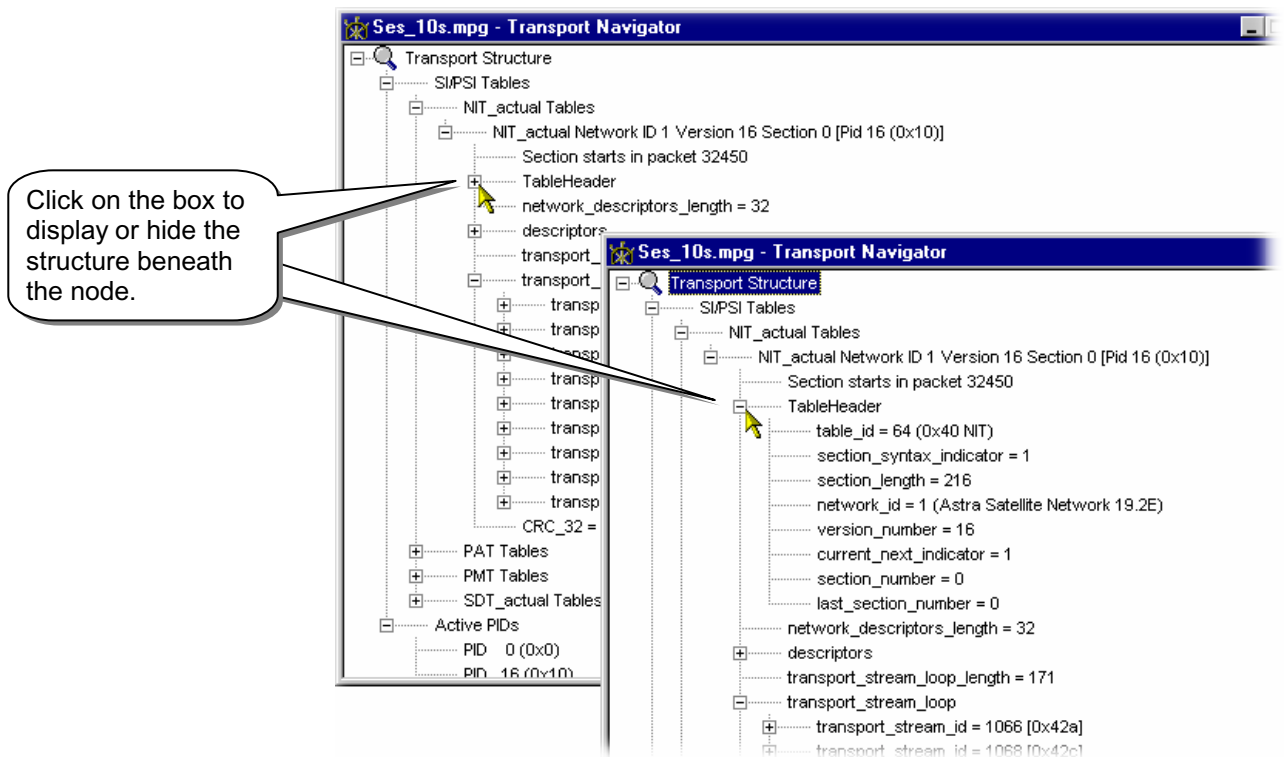 Ses_10s.mpg - Transport Navigator
Transport Structure
SI/PSI Tables
NIT_actual Tables
NIT_actual Network ID 1 Version 16 Section 0 [Pid 16 (0x10)]
Section starts in packet 32450
TableHeader
network_descriptors_length = 32
descriptors
transport_
transport_
transp
transp
transp
transp
transp
transp
transp
transp
transp
CRC_32 =
PAT Tables
PMT Tables
SDT_actual Tables
Active PIDs
PID 0 (0x0)
PID 16 (0x10)
Click on the box to
display or hide the
structure beneath
the node.
Ses_10s.mpg - Transport Navigator
Transport Structure
SI/PSI Tables
NIT_actual Tables
NIT_actual Network ID 1 Version 16 Section 0 [Pid 16 (0x10)]
Section starts in packet 32450
TableHeader
table_id = 64 (0x40 NIT)
section_syntax_indicator = 1
section_length = 216
network_id = 1 (Astra Satellite Network 19.2E)
version_number = 16
current_next_indicator = 1
section_number = 0
last_section_number = 0
network_descriptors_length = 32
descriptors
transport_stream_loop_length = 171
transport_stream_loop
transport_stream_id = 1066 [0x42a]
transport_stream_id = 1068 [0x42c]